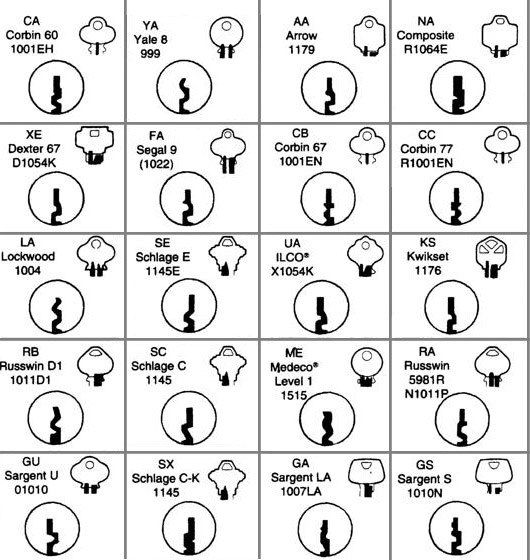 CA
Corbin 60
1001EH
YA
Yale 8
999
AA
Arrow
1179
NA
Composite
R1064E
XE
Dexter 67
D1054K
FA
Segal 9
(1022)
CB
Corbin 67
1001EN
CC
Corbin 77
R1001EN
LA
Lockwood
1004
SE
Schlage E
1145E
UA
ILCO®
X1054K
KS
Kwikset
1176
RB
Russwin D1
1011D1
SC
Schlage C
1145
ME
Medeco®
Level 1
1515
RA
Russwin
5981R
N1011P
GU
Sargent U
01010
SX
Schlage C-K
1145
GA
Sargent LA
1007LA
GS
Sargent S
1010N